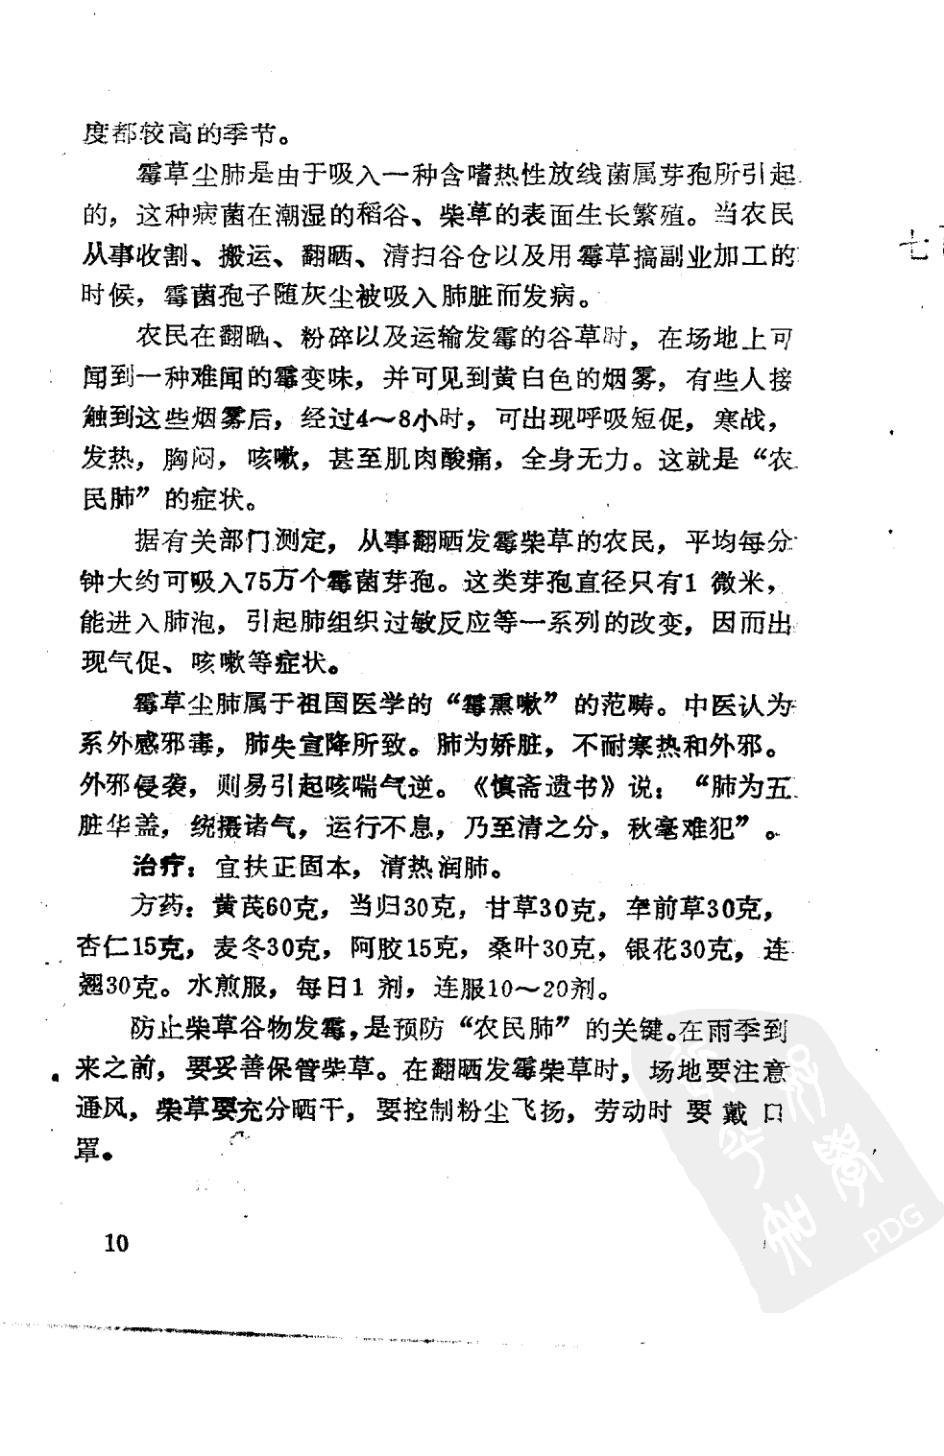 度都较高的季节。
霉草尘肺是由于吸入一种含嗜热性放线菌属芽孢所引起
的，这种病菌在潮湿的稻谷、柴草的表面生长繁殖。当农民
从事收割、搬运、翻晒、清扫谷仓以及用霉草搞副业加工的
时候，霉菌孢子随灰尘被吸入肺脏而发病。
农民在翻晒、粉碎以及运输发霉的谷草时，在场地上可
闻到一种难闻的霉变味，并可见到黄白色的烟雾，有些人接
触到这些烟雾后，经过4～8小时，可出现呼吸短促，寒战，
发热，胸闷，咳嗽，甚至肌肉酸痛，全身无力。这就是“农
民肺”的症状。
据有关部门测定，从事翻晒发霉柴草的农民，平均每分
钟大约可吸入75万个霉菌芽孢。这类芽孢直径只有1 微米，
能进入肺泡，引起肺组织过敏反应等一系列的改变，因而出
现气促、咳嗽等症状。
霉草尘肺属于祖国医学的“霉熏嗽”的范畴。中医认为
系外感邪毒，肺失宣降所致。肺为娇脏，不耐寒热和外邪。
外邪侵袭，则易引起咳喘气逆。《慎斋遗书》说：“肺为五
脏华盖，统摄诸气，运行不息，乃至清之分，秋毫难犯”。
治疗：宜扶正固本，清热润肺。
方药：黄芪60克，当归30克，甘草30克，车前草30克，
杏仁15克，麦冬30克，阿胶15克，桑叶30克，银花30克，连
翘30克。水煎服，每日1 剂，连服10～20剂。
防止柴草谷物发霉，是预防“农民肺”的关键。在雨季到
来之前，要妥善保管柴草。在翻晒发霉柴草时，场地要注意
通风，柴草要充分晒干，要控制粉尘飞扬，劳动时 要 戴 口
罩。
10
七
PDG